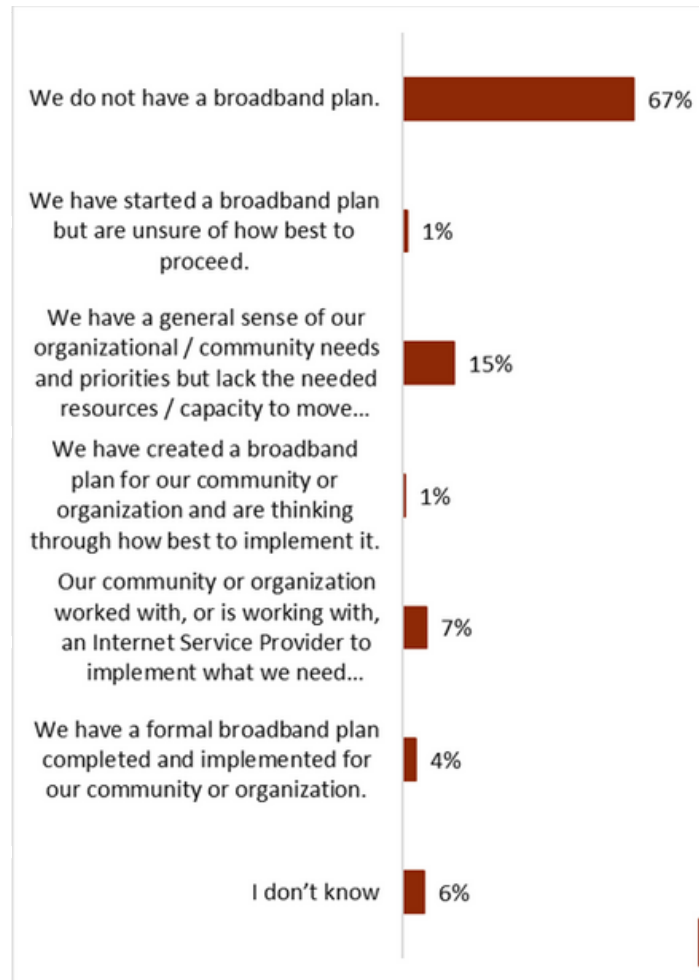 We do not have a broadband plan.
67%
We have started a broadband plan
but are unsure of how best to
proceed.
1%
We have a general sense of our
organizational / community needs
and priorities but lack the needed
resources / capacity to move...
15%
We have created a broadband
plan for our community or
organization and are thinking
through how best to implement it.
1%
Our community or organization
worked with, or is working with,
an Internet Service Provider to
implement what we need...
7%
We have a formal broadband plan
completed and implemented for
our community or organization.
4%
I don’t know
6%